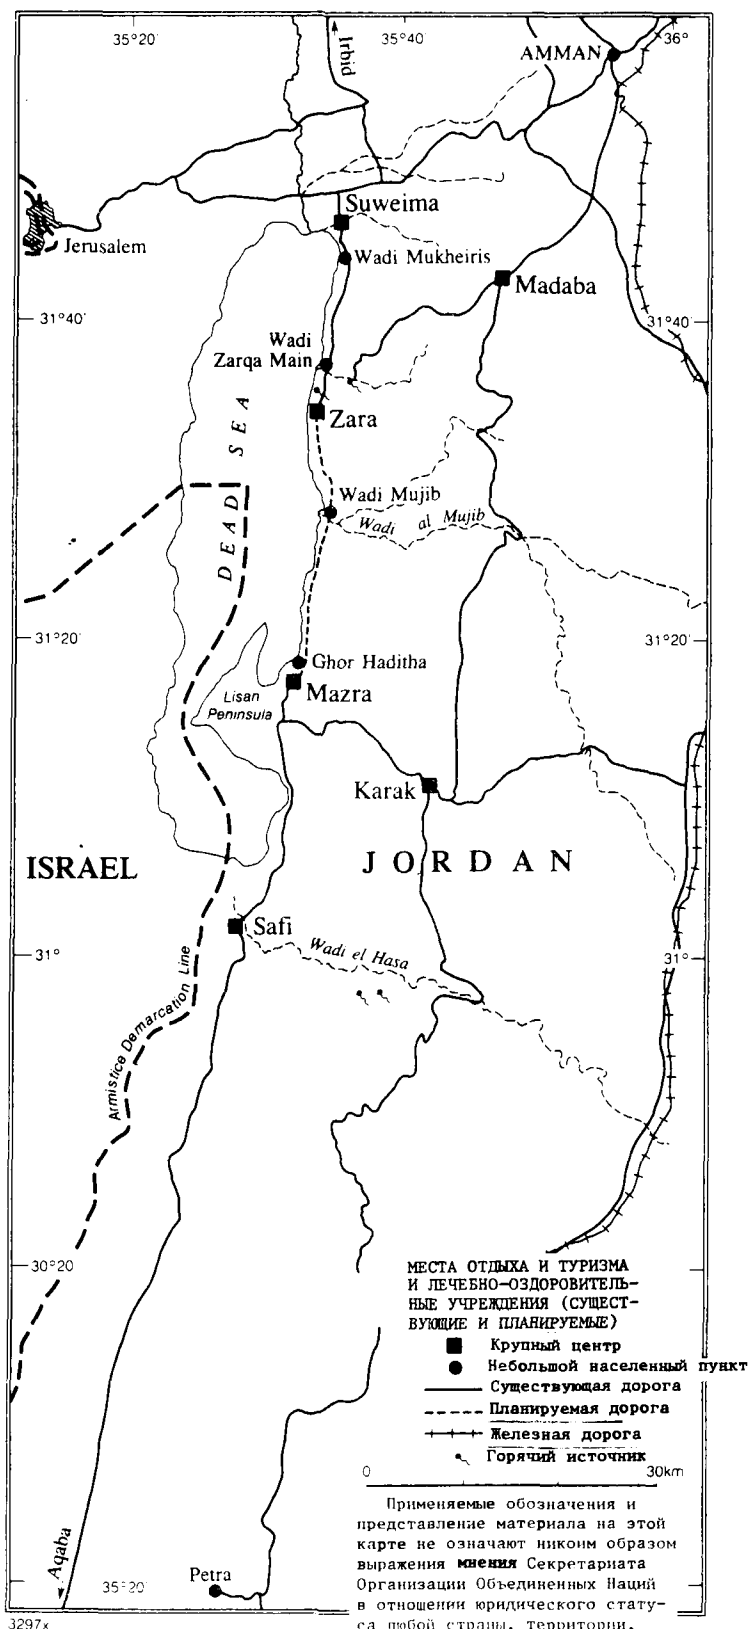 35°20'
35°40'
36°
Irbid
AMMAN
Suweima
Jerusalem
Wadi Mukheiris
Madaba
31°40'
31°40'
Wadi
Zarqa Main
Zara
DEAD SEA
Wadi Mujib
Wadi al Mujib
31°20'
31°20'
Ghor Haditha
Lisan
Peninsula
Mazra
Karak
ISRAEL
JORDAN
Safi
31°
Wadi el Hasa
31°
Armistice Demarcation Line
30°20'
МЕСТА ОТДЫХА И ТУРИЗМА
И ЛЕЧЕБНО-ОЗДОРОВИТЕЛЬ-
НЫЕ УЧРЕЖДЕНИЯ (СУЩЕСТ-
ВУЮЩИЕ И ПЛАНИРУЕМЫЕ)
Крупный центр
Небольшой населенный пункт
Существующая дорога
Планируемая дорога
Железная дорога
Горячий источник
0 30km
Применяемые обозначения и
представление материала на этой
карте не означают никоим образом
выражения мнения Секретариата
Организации Объединенных Наций
в отношении юридического стату-
са любой страны, территории,
Aqaba
Petra
35°20'
3297x